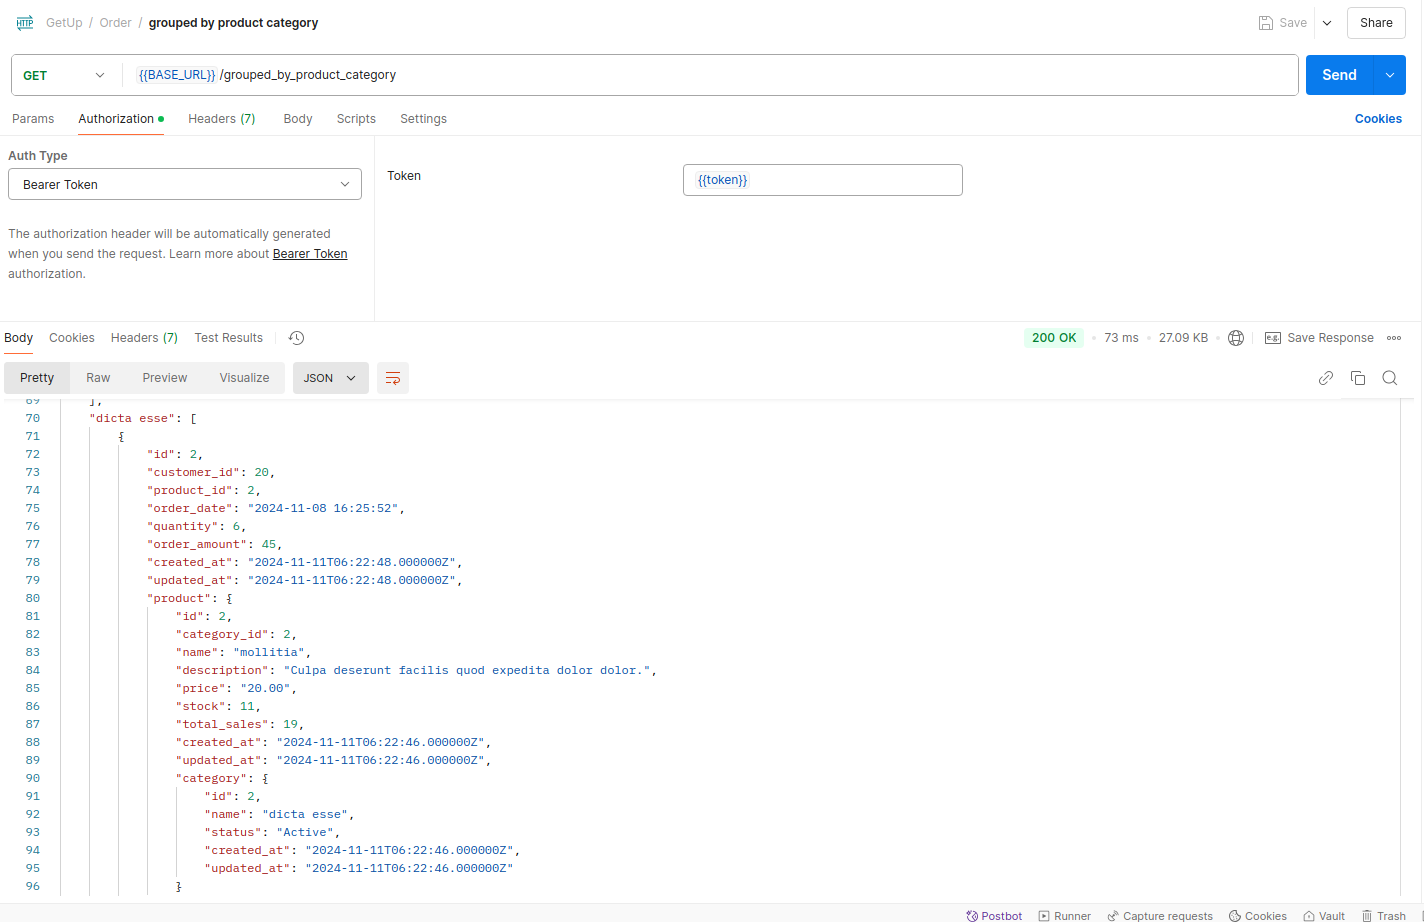 HTTP GetUp / Order / grouped by product category Save Share
GET {{BASE_URL}} /grouped_by_product_category Send
Params Authorization Headers (7) Body Scripts Settings Cookies
Auth Type
Bearer Token
Token {{token}}
The authorization header will be automatically generated
when you send the request. Learn more about Bearer Token
authorization.
Body Cookies Headers (7) Test Results 200 OK • 73 ms • 27.09 KB • e.g. Save Response
Pretty Raw Preview Visualize JSON
69 ],
70 "dicta esse": [
71 {
72 "id": 2,
73 "customer_id": 20,
74 "product_id": 2,
75 "order_date": "2024-11-08 16:25:52",
76 "quantity": 6,
77 "order_amount": 45,
78 "created_at": "2024-11-11T06:22:48.000000Z",
79 "updated_at": "2024-11-11T06:22:48.000000Z",
80 "product": {
81 "id": 2,
82 "category_id": 2,
83 "name": "mollitia",
84 "description": "Culpa deserunt facilis quod expedita dolor dolor.",
85 "price": "20.00",
86 "stock": 11,
87 "total_sales": 19,
88 "created_at": "2024-11-11T06:22:46.000000Z",
89 "updated_at": "2024-11-11T06:22:46.000000Z",
90 "category": {
91 "id": 2,
92 "name": "dicta esse",
93 "status": "Active",
94 "created_at": "2024-11-11T06:22:46.000000Z",
95 "updated_at": "2024-11-11T06:22:46.000000Z"
96 }
Postbot Runner Capture requests Cookies Vault Trash